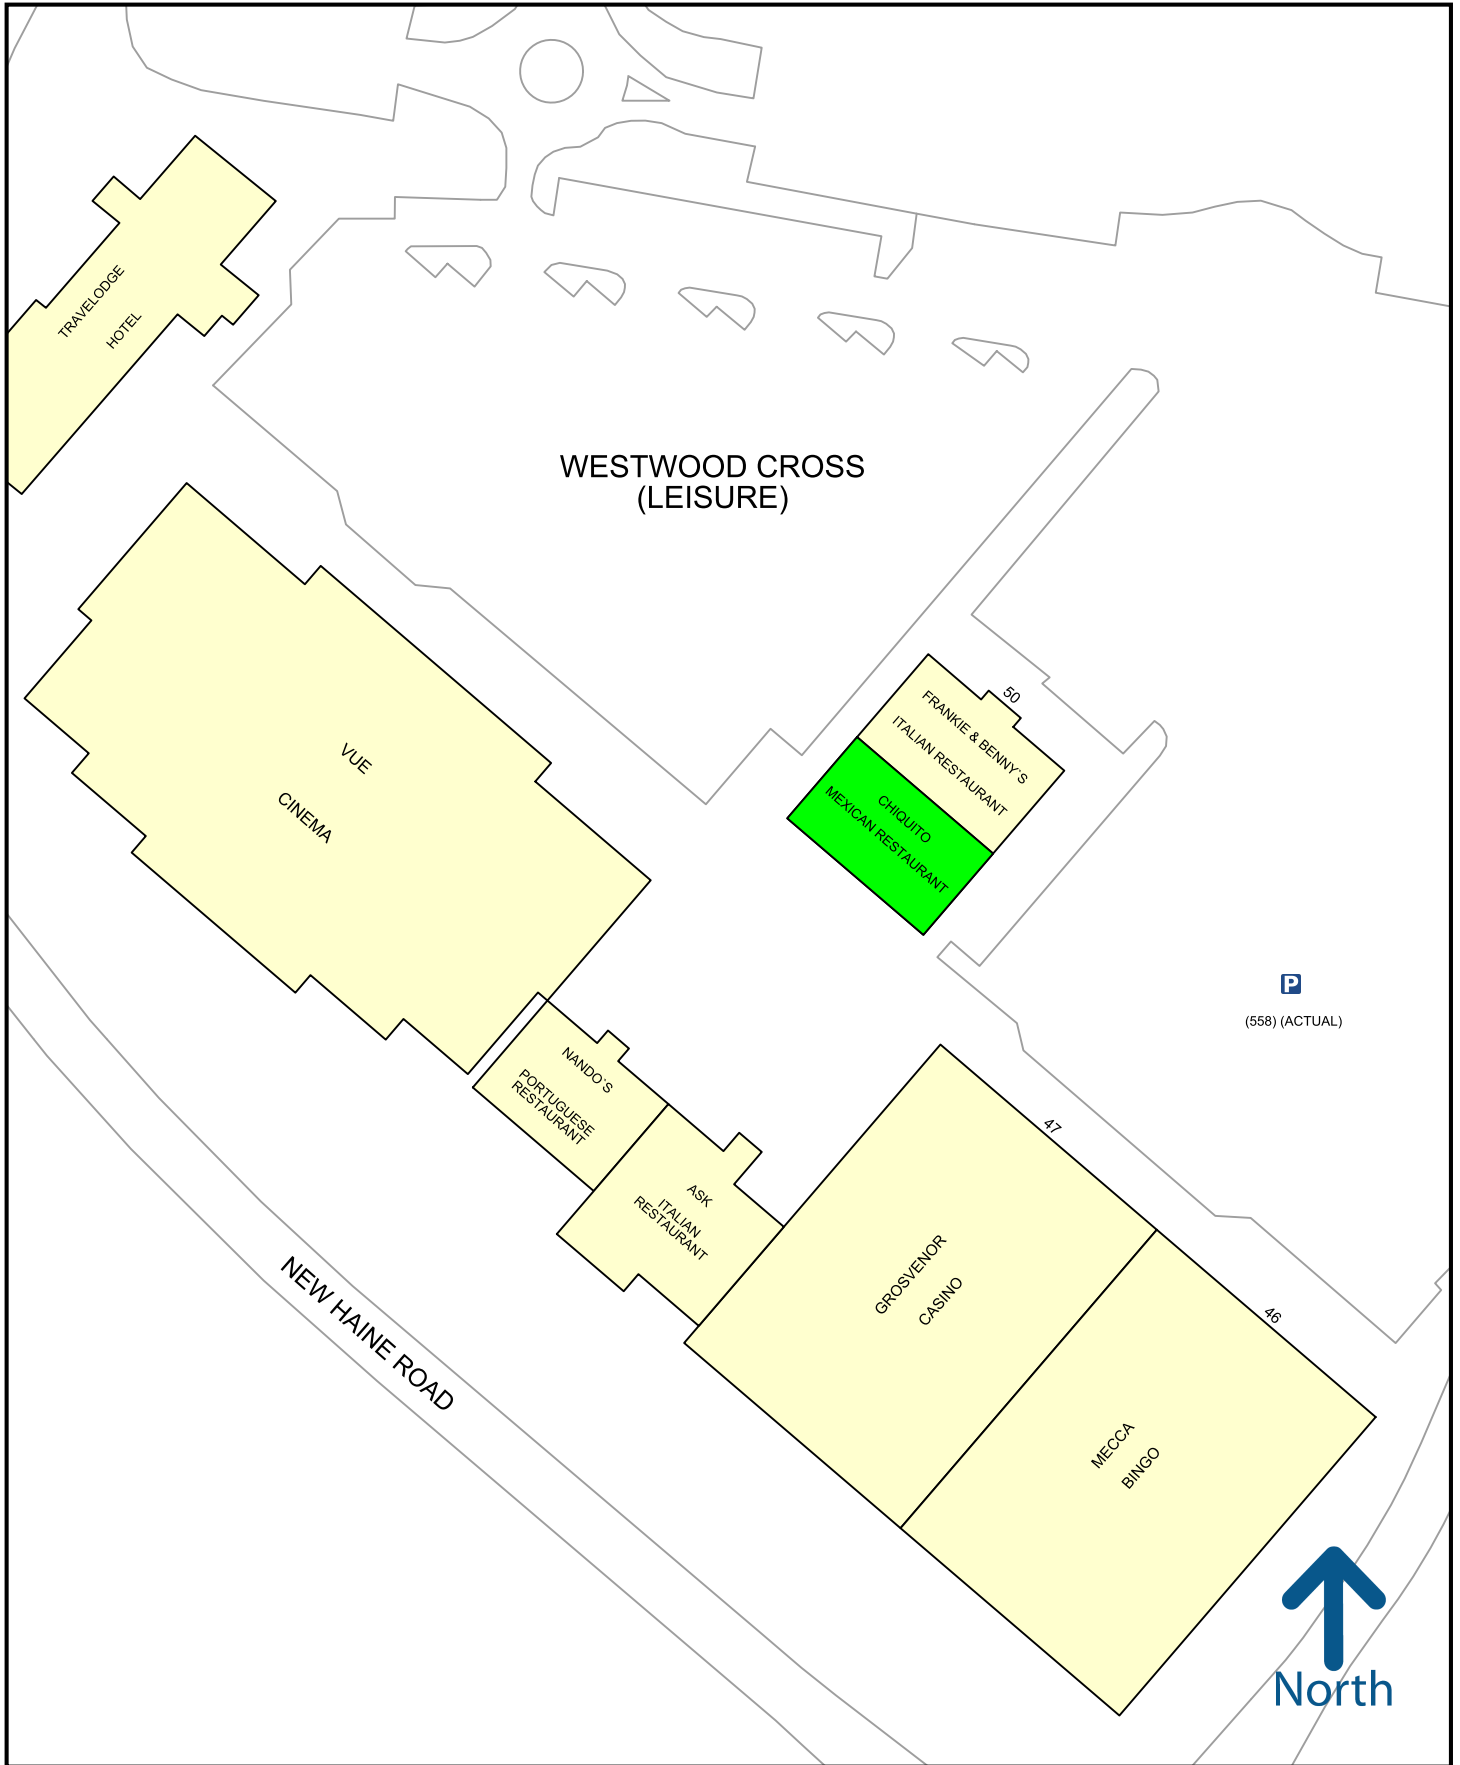 TRAVELODGE
HOTEL
WESTWOOD CROSS
(LEISURE)
50
FRANKIE & BENNY`S
ITALIAN RESTAURANT
CHIQUITO
MEXICAN RESTAURANT
VUE
CINEMA
P
(558) (ACTUAL)
NANDO`S
PORTUGUESE
RESTAURANT
47
ASK
ITALIAN
RESTAURANT
GROSVENOR
CASINO
46
NEW HAINE ROAD
MECCA
BINGO
North